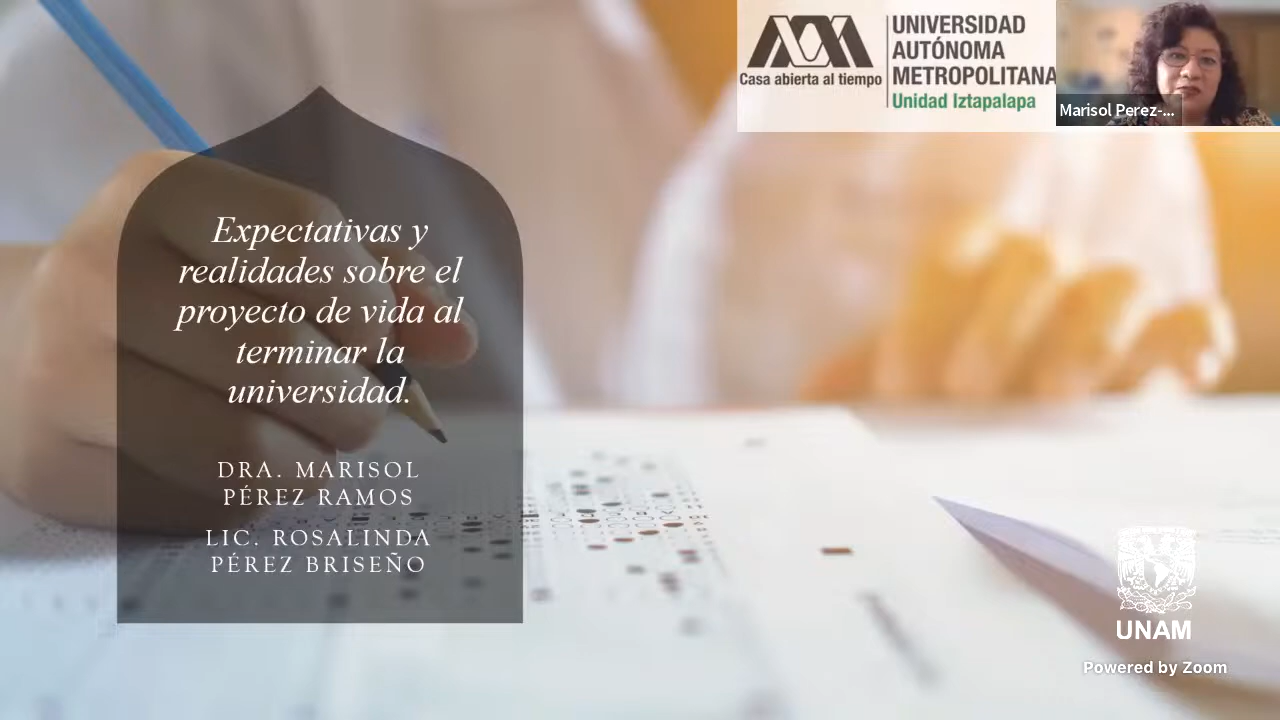 UNIVERSIDAD
AUTÓNOMA
METROPOLITANA
Casa abierta al tiempo
Unidad Iztapalapa
Marisol Perez-...
Expectativas y
realidades sobre el
proyecto de vida al
terminar la
universidad.
DRA. MARISOL
PÉREZ RAMOS
LIC. ROSALINDA
PÉREZ BRISEÑO
UNAM
Powered by Zoom